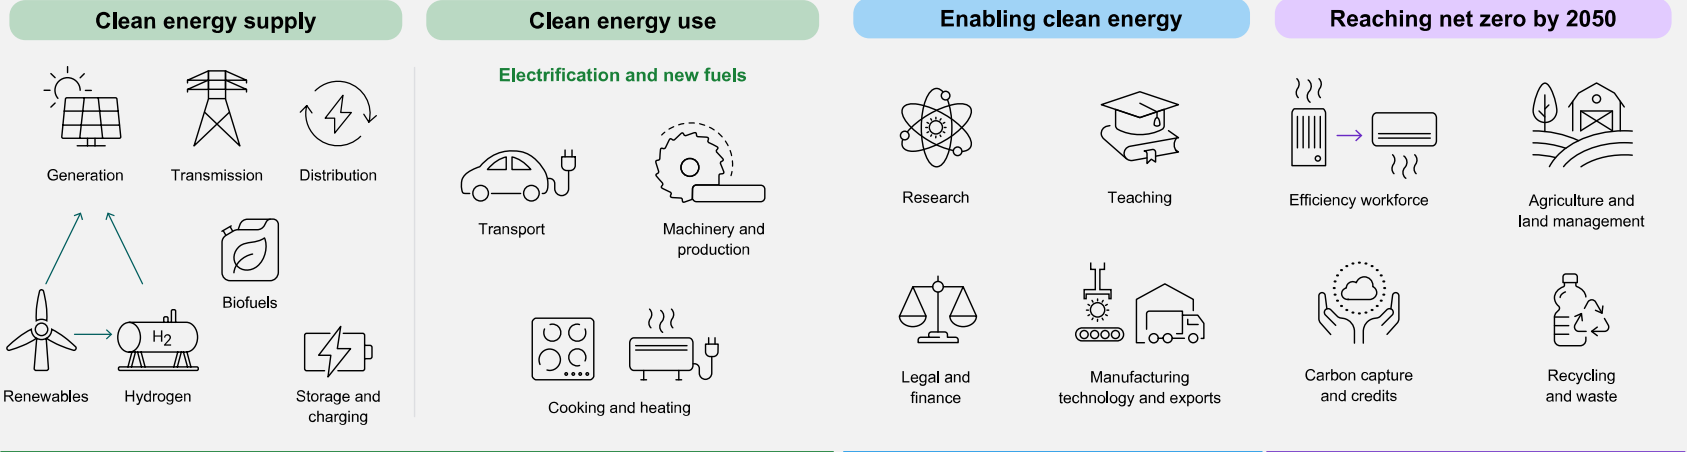 Clean energy supply
Generation
Transmission
Distribution
Biofuels
H2
Renewables
Hydrogen
Storage and
charging
Clean energy use
Electrification and new fuels
Transport
Machinery and
production
Cooking and heating
Enabling clean energy
Research
Teaching
Legal and
finance
Manufacturing
technology and exports
Reaching net zero by 2050
Efficiency workforce
Agriculture and
land management
Carbon capture
and credits
Recycling
and waste